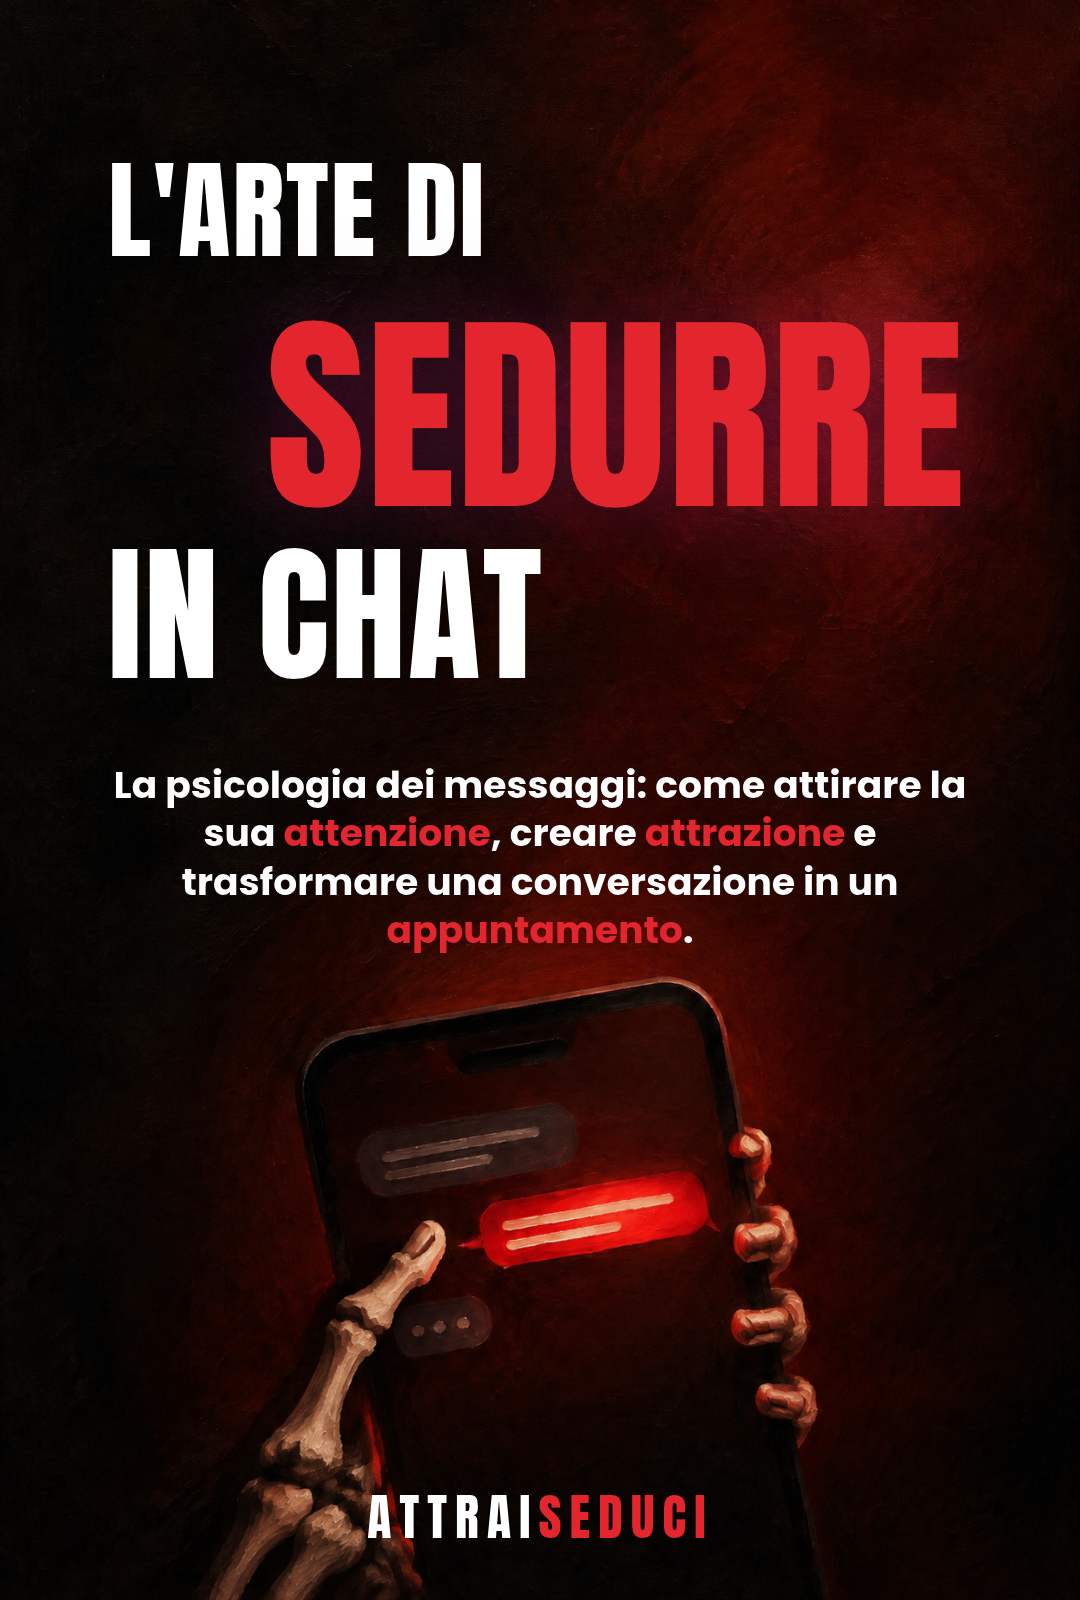 L'ARTE DI
SEDURRE
IN CHAT
La psicologia dei messaggi: come attirare la
sua attenzione, creare attrazione e
trasformare una conversazione in un
appuntamento.
ATTRAISEDUCI